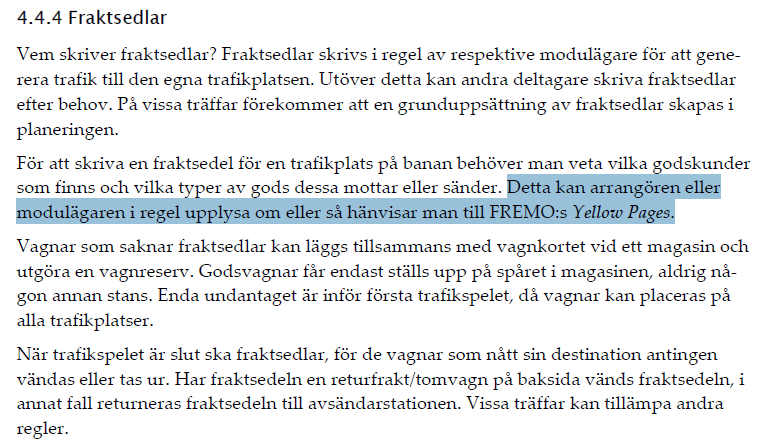 4.4.4 Fraktsedlar
Vem skriver fraktsedlar? Fraktsedlar skrivs i regel av respektive modulägare för att gene-
rera trafik till den egna trafikplatsen. Utöver detta kan andra deltagare skriva fraktsedlar
efter behov. På vissa träffar förekommer att en grunduppsättning av fraktsedlar skapas i
planeringen.
För att skriva en fraktsedel för en trafikplats på banan behöver man veta vilka godskunder
som finns och vilka typer av gods dessa mottar eller sänder. Detta kan arrangören eller
modulägaren i regel upplysa om eller så hänvisar man till FREMO:s Yellow Pages.
Vagnar som saknar fraktsedlar kan läggs tillsammans med vagnkortet vid ett magasin och
utgöra en vagnreserv. Godsvagnar får endast ställs upp på spåret i magasinen, aldrig nå-
gon annan stans. Enda undantaget är inför första trafikspelet, då vagnar kan placeras på
alla trafikplatser.
När trafikspelet är slut ska fraktsedlar, för de vagnar som nått sin destination antingen
vändas eller tas ur. Har fraktsedeln en returfrakt/tomvagn på baksida vänds fraktsedeln, i
annat fall returneras fraktsedeln till avsändarstationen. Vissa träffar kan tillämpa andra
regler.